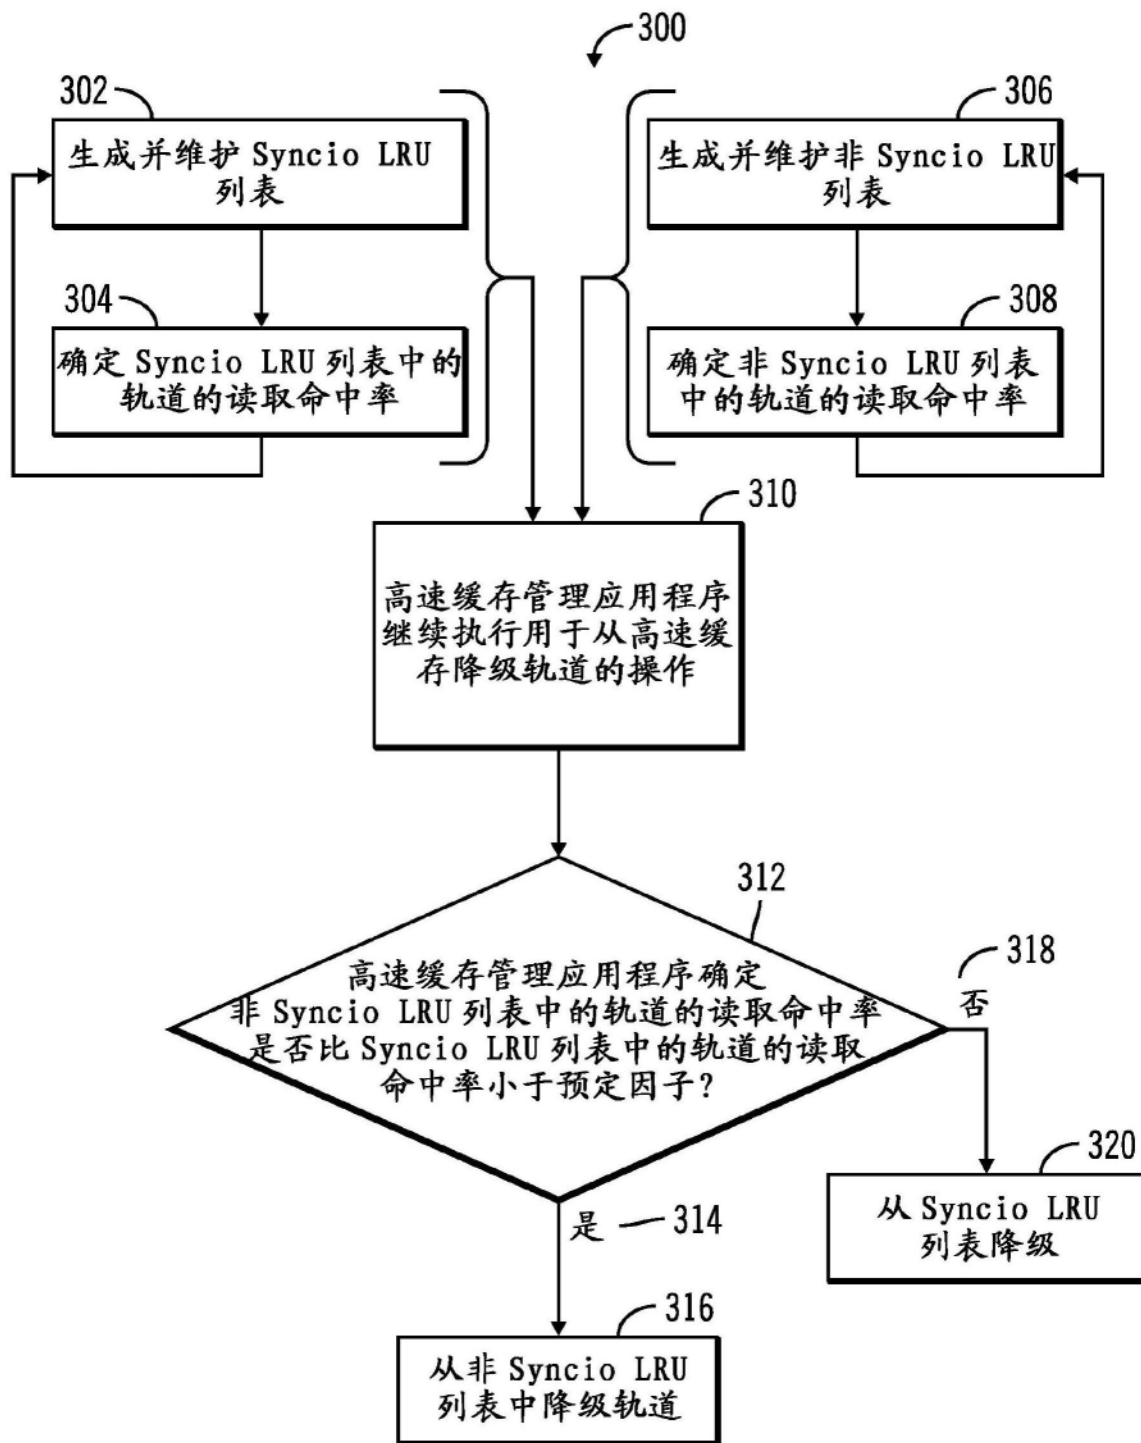 300
302
生成并维护 Syncio LRU
列表
304
确定 Syncio LRU 列表中的
轨道的读取命中率
306
生成并维护非 Syncio LRU
列表
308
确定非 Syncio LRU 列表
中的轨道的读取命中率
310
高速缓存管理应用程序
继续执行用于从高速缓
存降级轨道的操作
312
高速缓存管理应用程序确定
非 Syncio LRU 列表中的轨道的读取命中率
是否比 Syncio LRU 列表中的轨道的读取
命中率小于预定因子?
318
否
320
从 Syncio LRU
列表降级
是
314
316
从非 Syncio LRU
列表中降级轨道